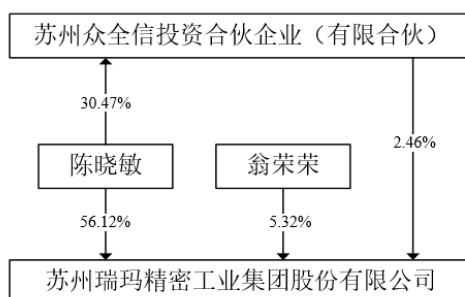 苏州众全信投资合伙企业（有限合伙）
30.47%
2.46%
陈晓敏
翁荣荣
56.12%
5.32%
苏州瑞玛精密工业集团股份有限公司